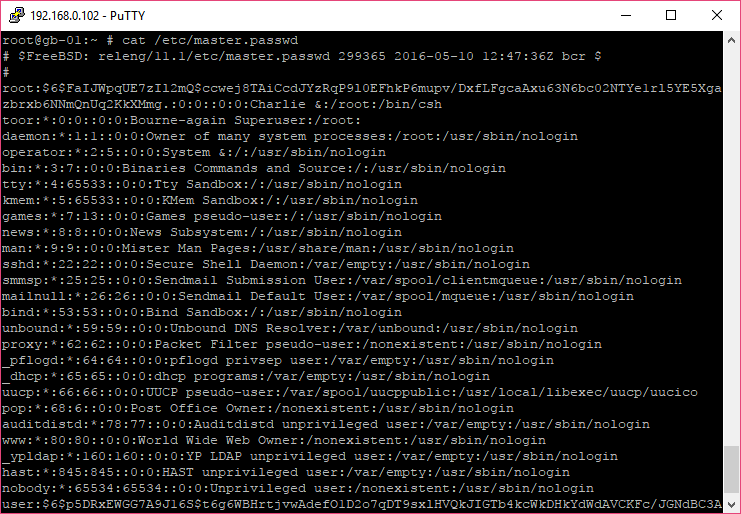 192.168.0.102 - PuTTY
root@gb-01:~ # cat /etc/master.passwd
# $FreeBSD: releng/11.1/etc/master.passwd 299365 2016-05-10 12:47:36Z bcr $
#
root:$6$FaIJWpqUE7zIl2mQ$ccwej8TAiCcdJYzRqP9l0EFhkP6mupv/DxfLFgcaAxu63N6bc02NTYelrl5YE5Xga
zbrxb6NNmQnUq2KkXMmg.:0:0::0:0:Charlie &:/root:/bin/csh
toor:*:0:0::0:0:Bourne-again Superuser:/root:
daemon:*:1:1::0:0:Owner of many system processes:/root:/usr/sbin/nologin
operator:*:2:5::0:0:System &:/:/usr/sbin/nologin
bin:*:3:7::0:0:Binaries Commands and Source:/:/usr/sbin/nologin
tty:*:4:65533::0:0:Tty Sandbox:/:/usr/sbin/nologin
kmem:*:5:65533::0:0:KMem Sandbox:/:/usr/sbin/nologin
games:*:7:13::0:0:Games pseudo-user:/:/usr/sbin/nologin
news:*:8:8::0:0:News Subsystem:/:/usr/sbin/nologin
man:*:9:9::0:0:Mister Man Pages:/usr/share/man:/usr/sbin/nologin
sshd:*:22:22::0:0:Secure Shell Daemon:/var/empty:/usr/sbin/nologin
smmsp:*:25:25::0:0:Sendmail Submission User:/var/spool/clientmqueue:/usr/sbin/nologin
mailnull:*:26:26::0:0:Sendmail Default User:/var/spool/mqueue:/usr/sbin/nologin
bind:*:53:53::0:0:Bind Sandbox:/:/usr/sbin/nologin
unbound:*:59:59::0:0:Unbound DNS Resolver:/var/unbound:/usr/sbin/nologin
proxy:*:62:62::0:0:Packet Filter pseudo-user:/nonexistent:/usr/sbin/nologin
_pflogd:*:64:64::0:0:pflogd privsep user:/var/empty:/usr/sbin/nologin
_dhcp:*:65:65::0:0:dhcp programs:/var/empty:/usr/sbin/nologin
uucp:*:66:66::0:0:UUCP pseudo-user:/var/spool/uucppublic:/usr/local/libexec/uucp/uucico
pop:*:68:6::0:0:Post Office Owner:/nonexistent:/usr/sbin/nologin
auditdistd:*:78:77::0:0:Auditdistd unprivileged user:/var/empty:/usr/sbin/nologin
www:*:80:80::0:0:World Wide Web Owner:/nonexistent:/usr/sbin/nologin
_ypldap:*:160:160::0:0:YP LDAP unprivileged user:/var/empty:/usr/sbin/nologin
hast:*:845:845::0:0:HAST unprivileged user:/var/empty:/usr/sbin/nologin
nobody:*:65534:65534::0:0:Unprivileged user:/nonexistent:/usr/sbin/nologin
user:$6$p5DRxEWGG7A9Jl6S$t6g6WBHrtjvwAdefOlD2o7qDT9sxlHVQkJIGTb4kcWkDHkYdWdAVCKFc/JGNdBC3A